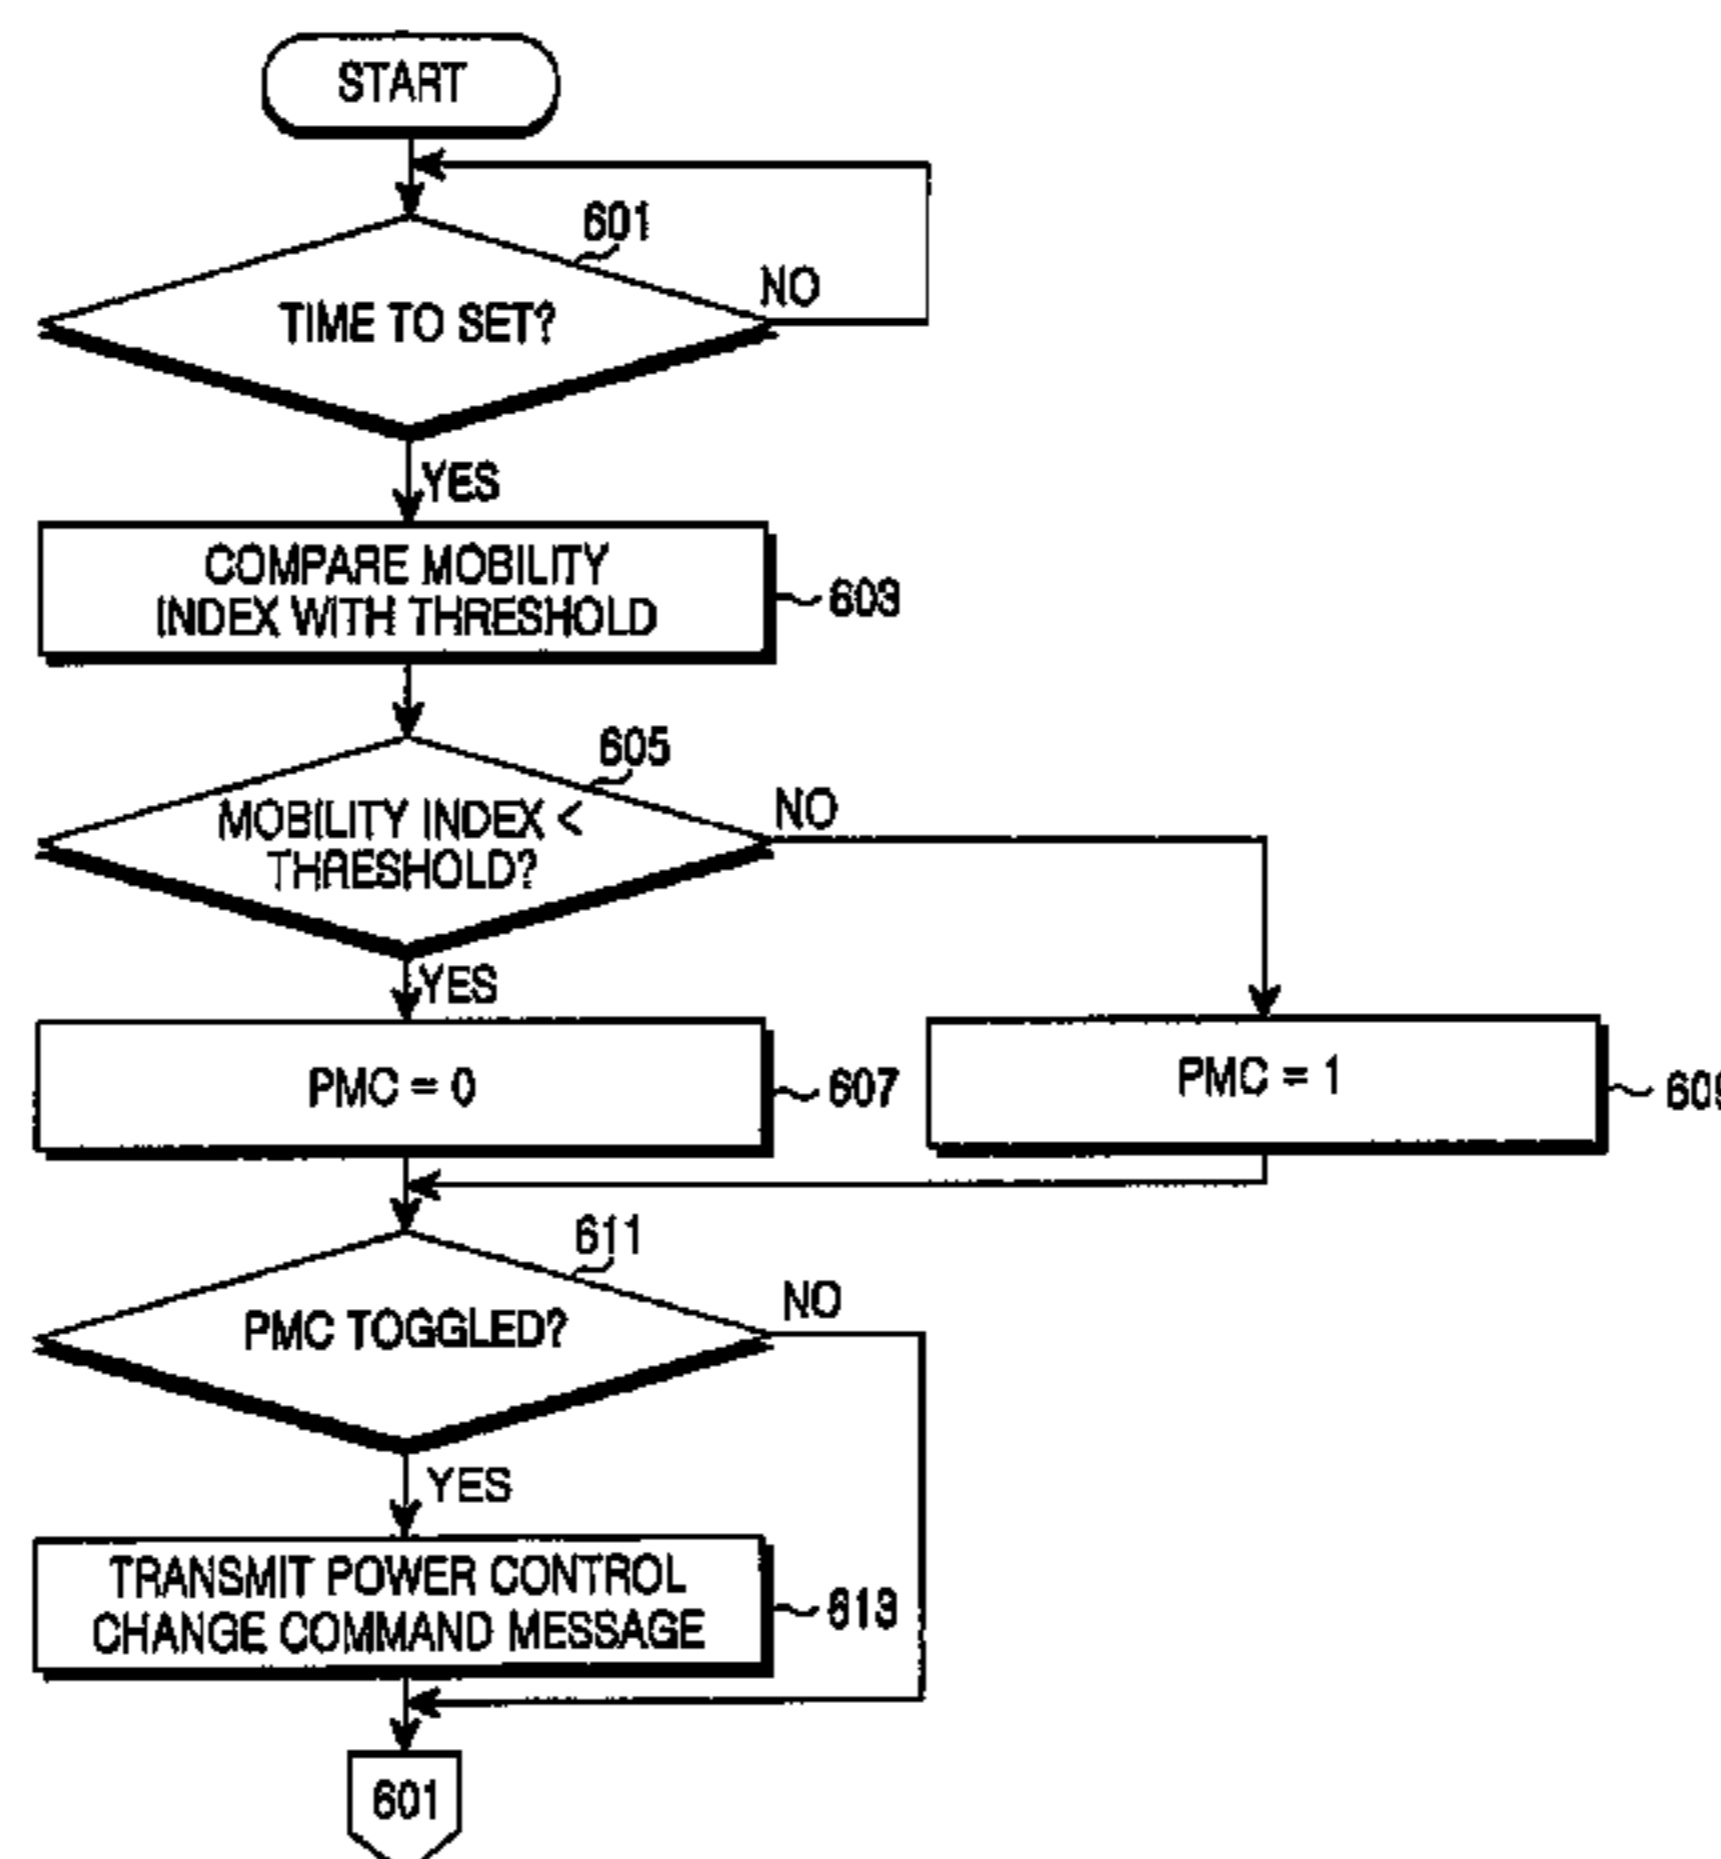 START
601
TIME TO SET?
NO
YES
COMPARE MOBILITY
INDEX WITH THRESHOLD
603
605
MOBILITY INDEX <
THRESHOLD?
NO
YES
PMC = 0
607
PMC = 1
609
611
PMC TOGGLED?
NO
YES
TRANSMIT POWER CONTROL
CHANGE COMMAND MESSAGE
613
601